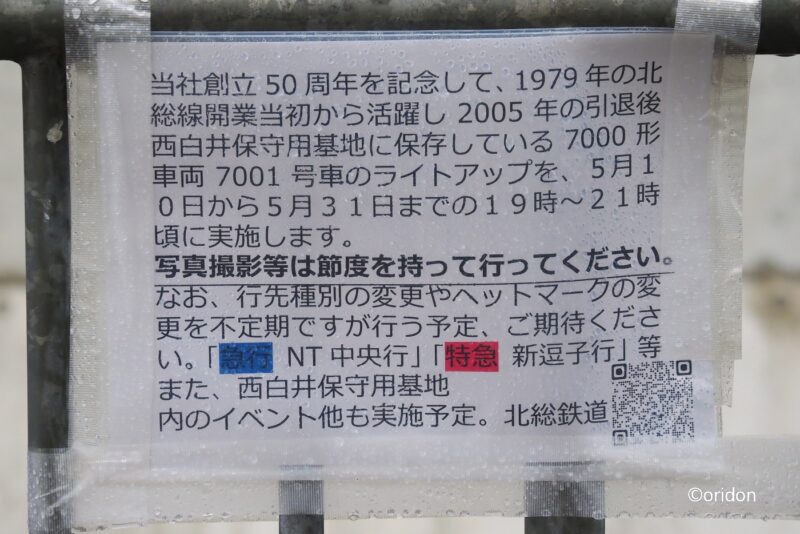 当社創立 50 周年を記念して、1979 年の北
総線開業当初から活躍し 2005 年の引退後
西白井保守用基地に保存している 7000 形
車両 7001 号車のライトアップを、５月１
０日から５月３１日までの１９時～２１時
頃に実施します。
写真撮影等は節度を持って行ってください。
なお、行先種別の変更やヘットマークの変
更を不定期ですが行う予定、ご期待くださ
い。「急行 NT 中央行」「特急 新逗子行」等
また、西白井保守用基地
内のイベント他も実施予定。北総鉄道
©oridon